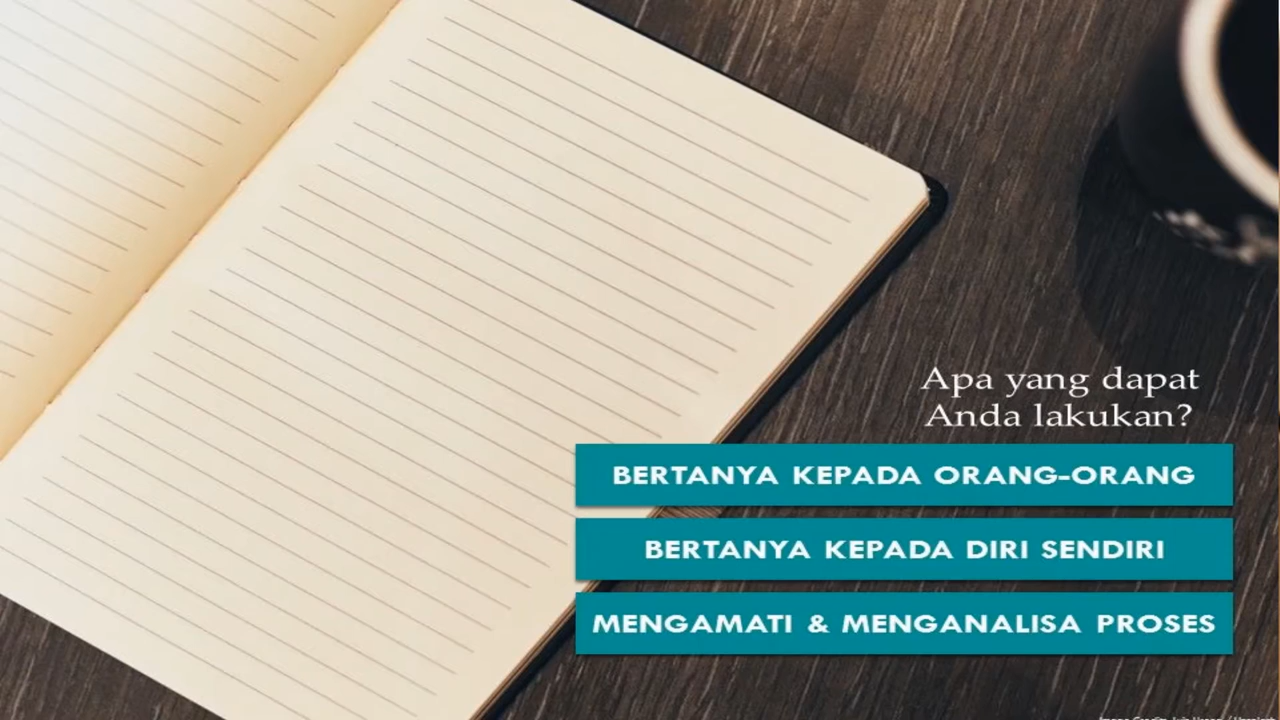 Apa yang dapat
Anda lakukan?
BERTANYA KEPADA ORANG-ORANG
BERTANYA KEPADA DIRI SENDIRI
MENGAMATI & MENGANALISA PROSES